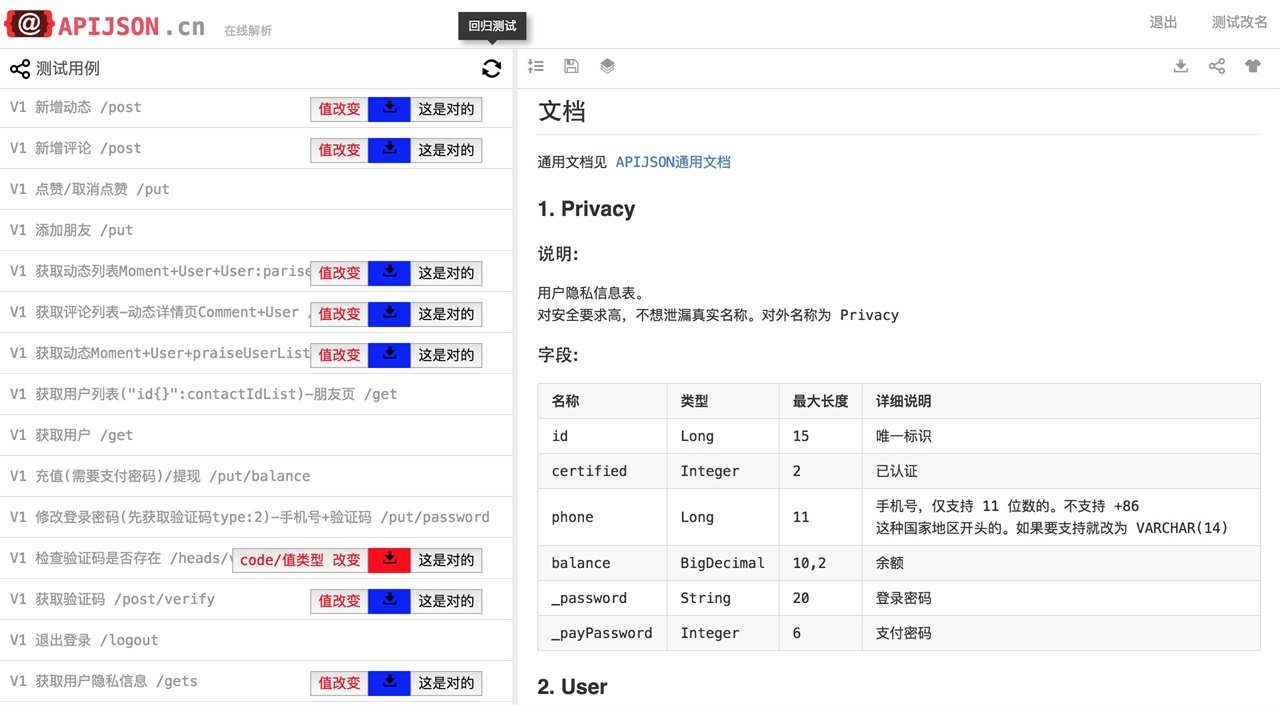 @APIJSON.cn 在线解析
回归测试
退出 测试改名
测试用例
V1 新增动态 /post 值改变 这是对的
V1 新增评论 /post 值改变 这是对的
V1 点赞/取消点赞 /put
V1 添加朋友 /put
V1 获取动态列表Moment+User+User:parise 值改变 这是对的
V1 获取评论列表-动态详情页Comment+User / 值改变 这是对的
V1 获取动态Moment+User+praiseUserList 值改变 这是对的
V1 获取用户列表("id{}":contactIdList)-朋友页 /get
V1 获取用户 /get
V1 充值(需要支付密码)/提现 /put/balance
V1 修改登录密码(先获取验证码type:2)-手机号+验证码 /put/password
V1 检查验证码是否存在 /heads/v code/值类型 改变 这是对的
V1 获取验证码 /post/verify 值改变 这是对的
V1 退出登录 /logout
V1 获取用户隐私信息 /gets 值改变 这是对的
文档
通用文档见 APIJSON通用文档
1. Privacy
说明:
用户隐私信息表。
对安全要求高，不想泄漏真实名称。对外名称为 Privacy
字段:
名称 类型 最大长度 详细说明
id Long 15 唯一标识
certified Integer 2 已认证
phone Long 11 手机号，仅支持 11 位数的。不支持 +86
这种国家地区开头的。如果要支持就改为 VARCHAR(14)
balance BigDecimal 10,2 余额
_password String 20 登录密码
_payPassword Integer 6 支付密码
2. User